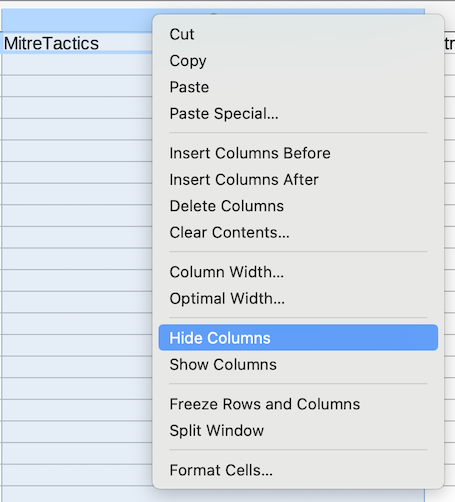 MitreTactics
tr
Cut
Copy
Paste
Paste Special...
Insert Columns Before
Insert Columns After
Delete Columns
Clear Contents...
Column Width...
Optimal Width...
Hide Columns
Show Columns
Freeze Rows and Columns
Split Window
Format Cells...